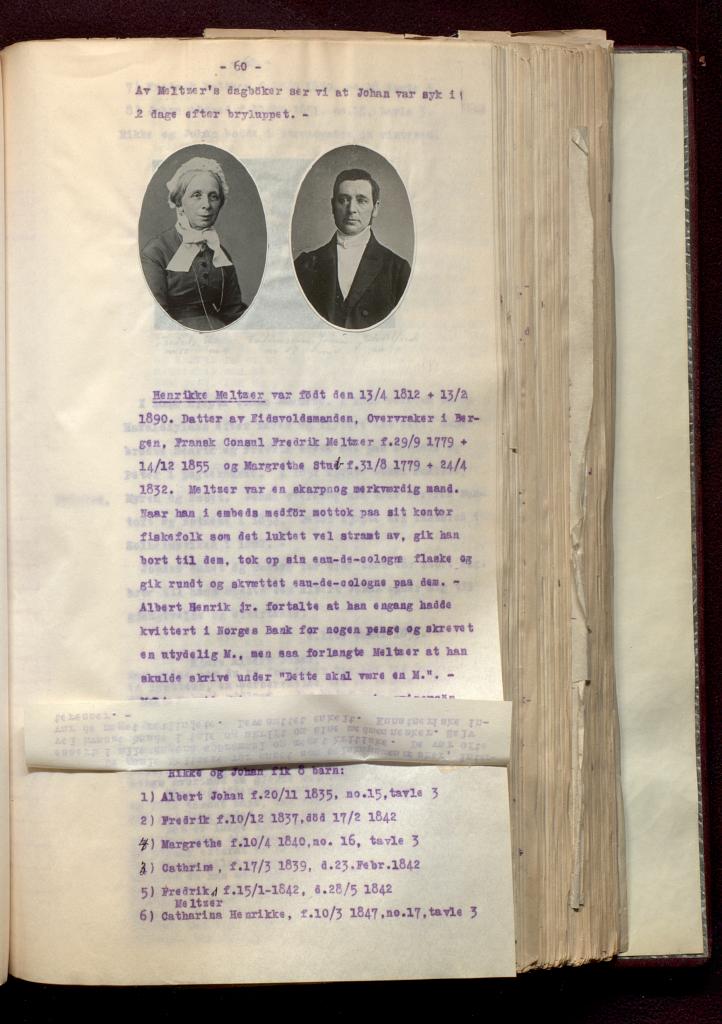 - 60 -
Av Meltzer's dagböker ser vi at Johan var syk i
2 dage efter bryluppet. -
Henrikke Meltzer var födt den 13/4 1812 + 13/2
1890. Datter av Eidsvoldsmanden, Overvraker i Ber-
gen, Fransk Consul Fredrik Meltzer f.29/9 1779 +
14/12 1855 og Margrethe Stud f.31/8 1779 + 24/4
1832. Meltzer var en skarpnog merkværdig mand.
Naar han i embeds medför mottok paa sit kontor
fiskefolk som det luktet vel stramt av, gik han
bort til dem, tok op sin eau-de-cologne flaske og
gik rundt og skvættet eau-de-cologne paa dem. -
Albert Henrik jr. fortalte at han engang hadde
kvittert i Norges Bank for nogen penge og skrevet
en utydelig M., men saa forlangte Meltzer at han
skulde skrive under "Dette skal være en M.". -
Rikke og Johan fik 8 barn:
1) Albert Johan f.20/11 1835, no.15,tavle 3
2) Fredrik f.10/12 1837,död 17/2 1842
4) Margrethe f.10/4 1840,no. 16, tavle 3
3) Cathrine, f.17/3 1839, d.23.Febr.1842
5) Fredrik f.15/1-1842, d.28/5 1842
Meltzer
6) Catharina Henrikke, f.10/3 1847,no.17,tavle 3